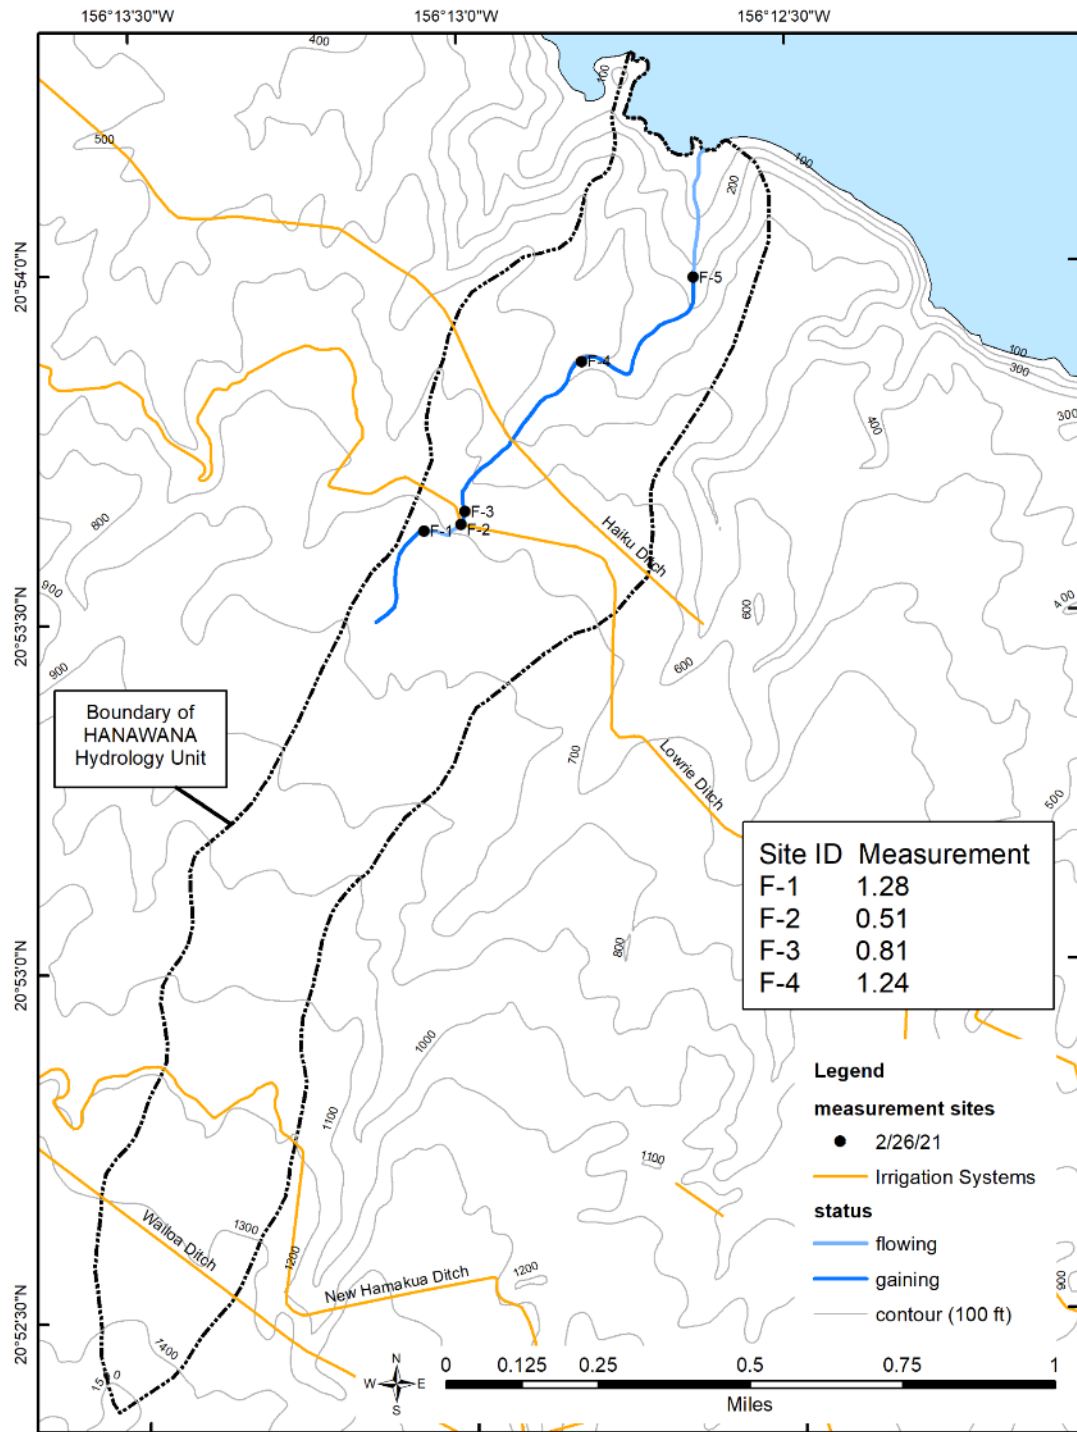 156°13'30"W 156°13'0"W 156°12'30"W
400
100
500
100
200
20°54'0"N
F-5
100
300
F-4
300
400
800
F-3
F-1 F-2
Haiku Ditch
900
600
400
20°53'30"N
900
600
Boundary of
HANAWANA
Hydrology Unit
700
Lowrie Ditch
500
Site ID Measurement
F-1 1.28
F-2 0.51
F-3 0.81
F-4 1.24
800
20°53'0"N
1000
Legend
measurement sites
2/26/21
Irrigation Systems
status
flowing
gaining
contour (100 ft)
1100
1100
Wailoa Ditch
1300
1200
New Hamakua Ditch
1200
900
20°52'30"N
1400
15 0
N
W E
S
0 0.125 0.25 0.5 0.75 1
Miles